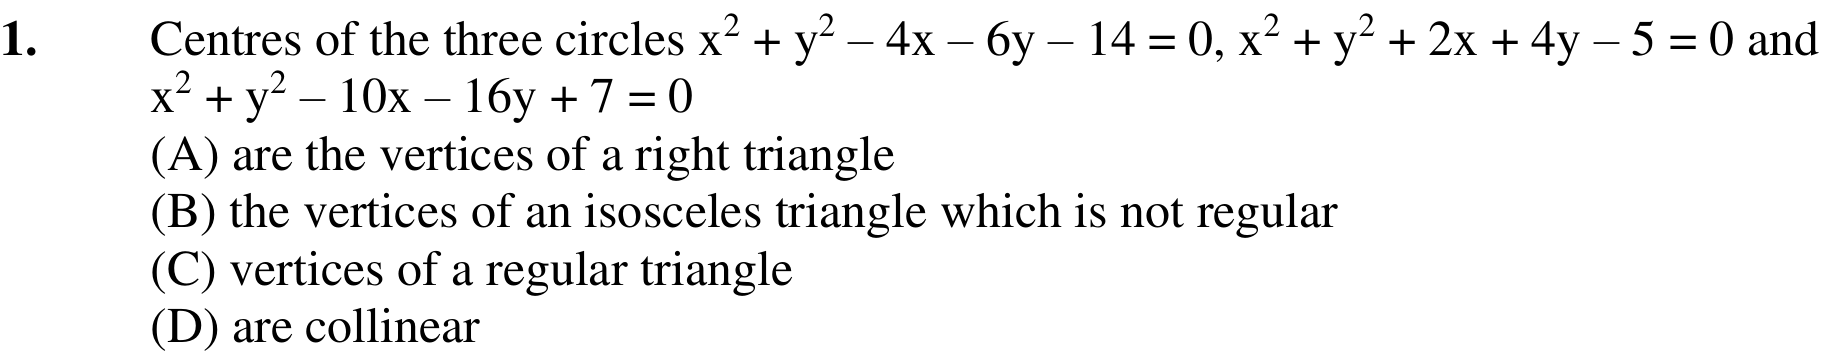 1. Centres of the three circles x² + y² – 4x – 6y – 14 = 0, x² + y² + 2x + 4y – 5 = 0 and
x² + y² – 10x – 16y + 7 = 0
(A) are the vertices of a right triangle
(B) the vertices of an isosceles triangle which is not regular
(C) vertices of a regular triangle
(D) are collinear